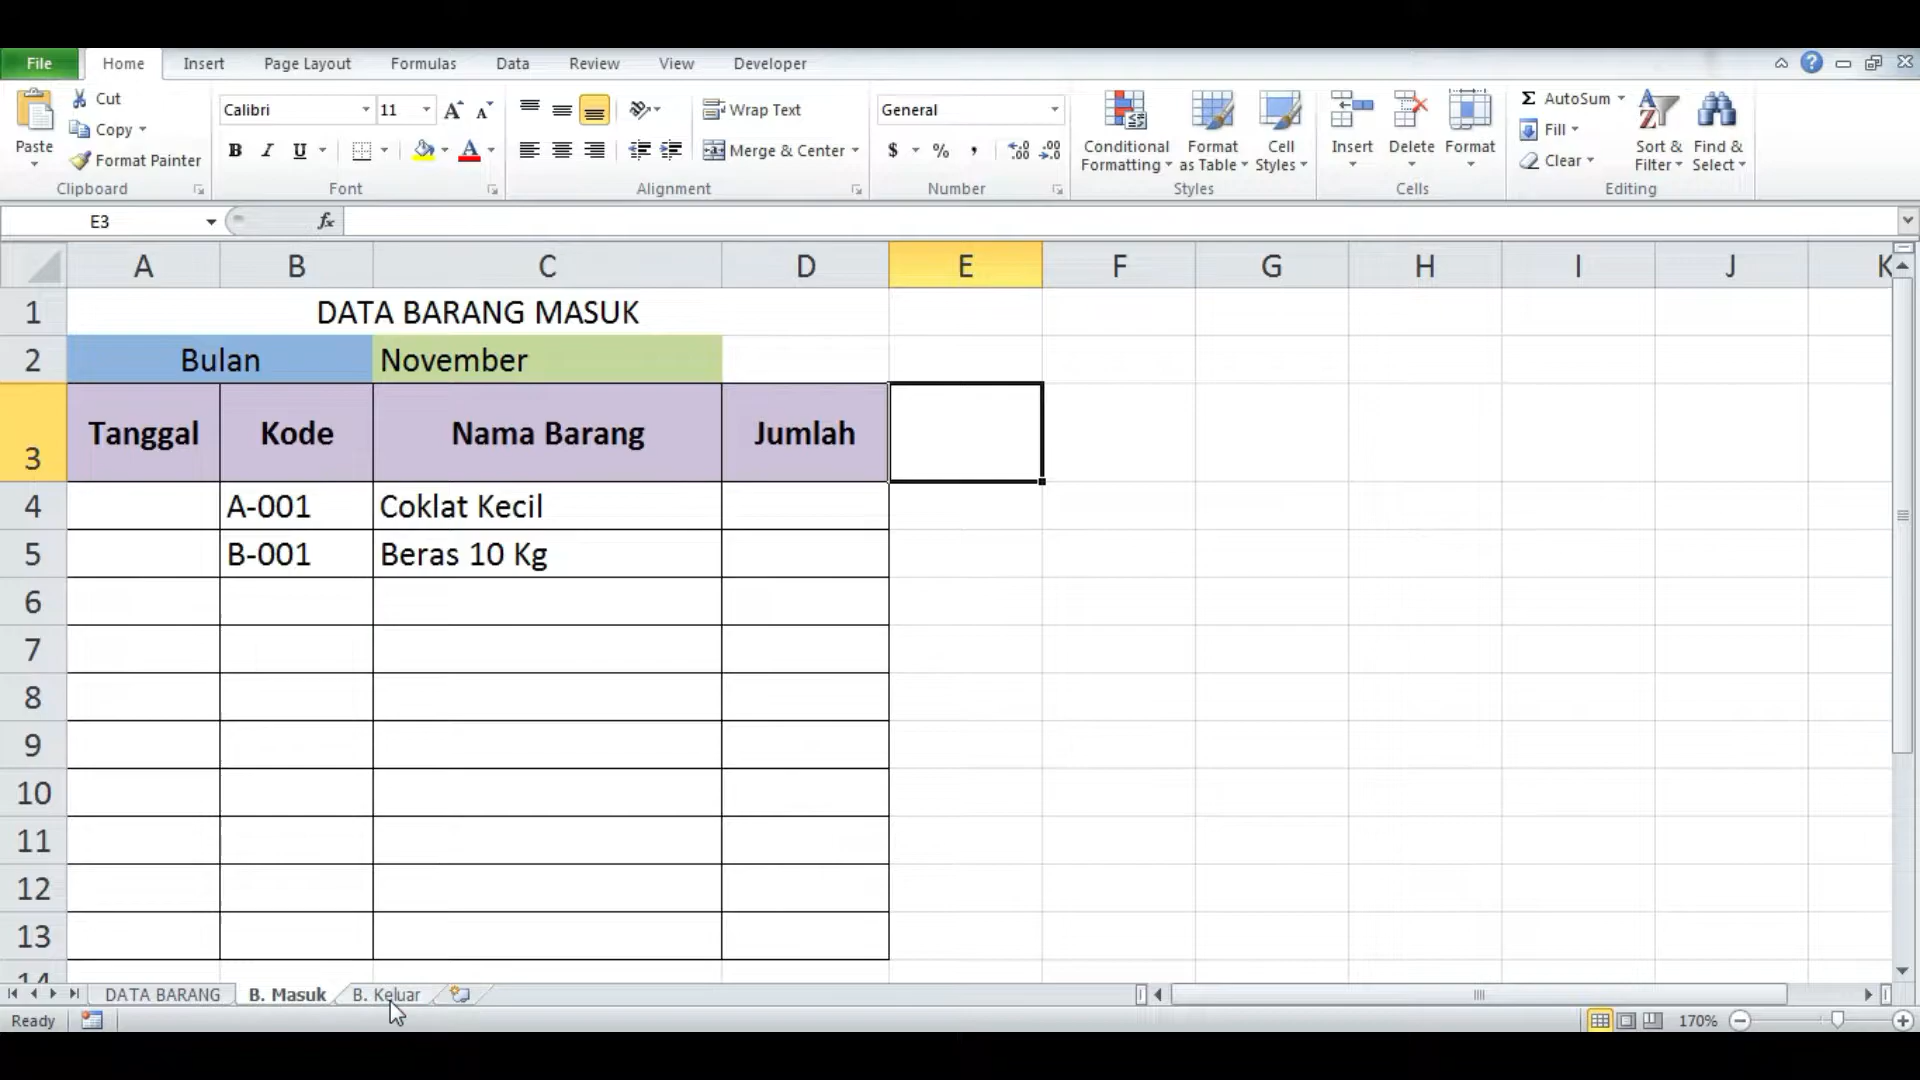 File Home Insert Page Layout Formulas Data Review View Developer
Cut
Copy
Format Painter
Paste
Clipboard
Calibri 11
B I U
Font
Wrap Text
Merge & Center
Alignment
General
$ % ,
Number
Conditional Formatting
Format as Table
Cell Styles
Styles
Insert Delete Format
Cells
Σ AutoSum
Fill
Clear
Sort & Filter
Find & Select
Editing
E3 fx
A B C D E F G H I J K
1 DATA BARANG MASUK
2 Bulan November
3 Tanggal Kode Nama Barang Jumlah
4 A-001 Coklat Kecil
5 B-001 Beras 10 Kg
6
7
8
9
10
11
12
13
14
DATA BARANG B. Masuk B. Keluar
Ready 170%